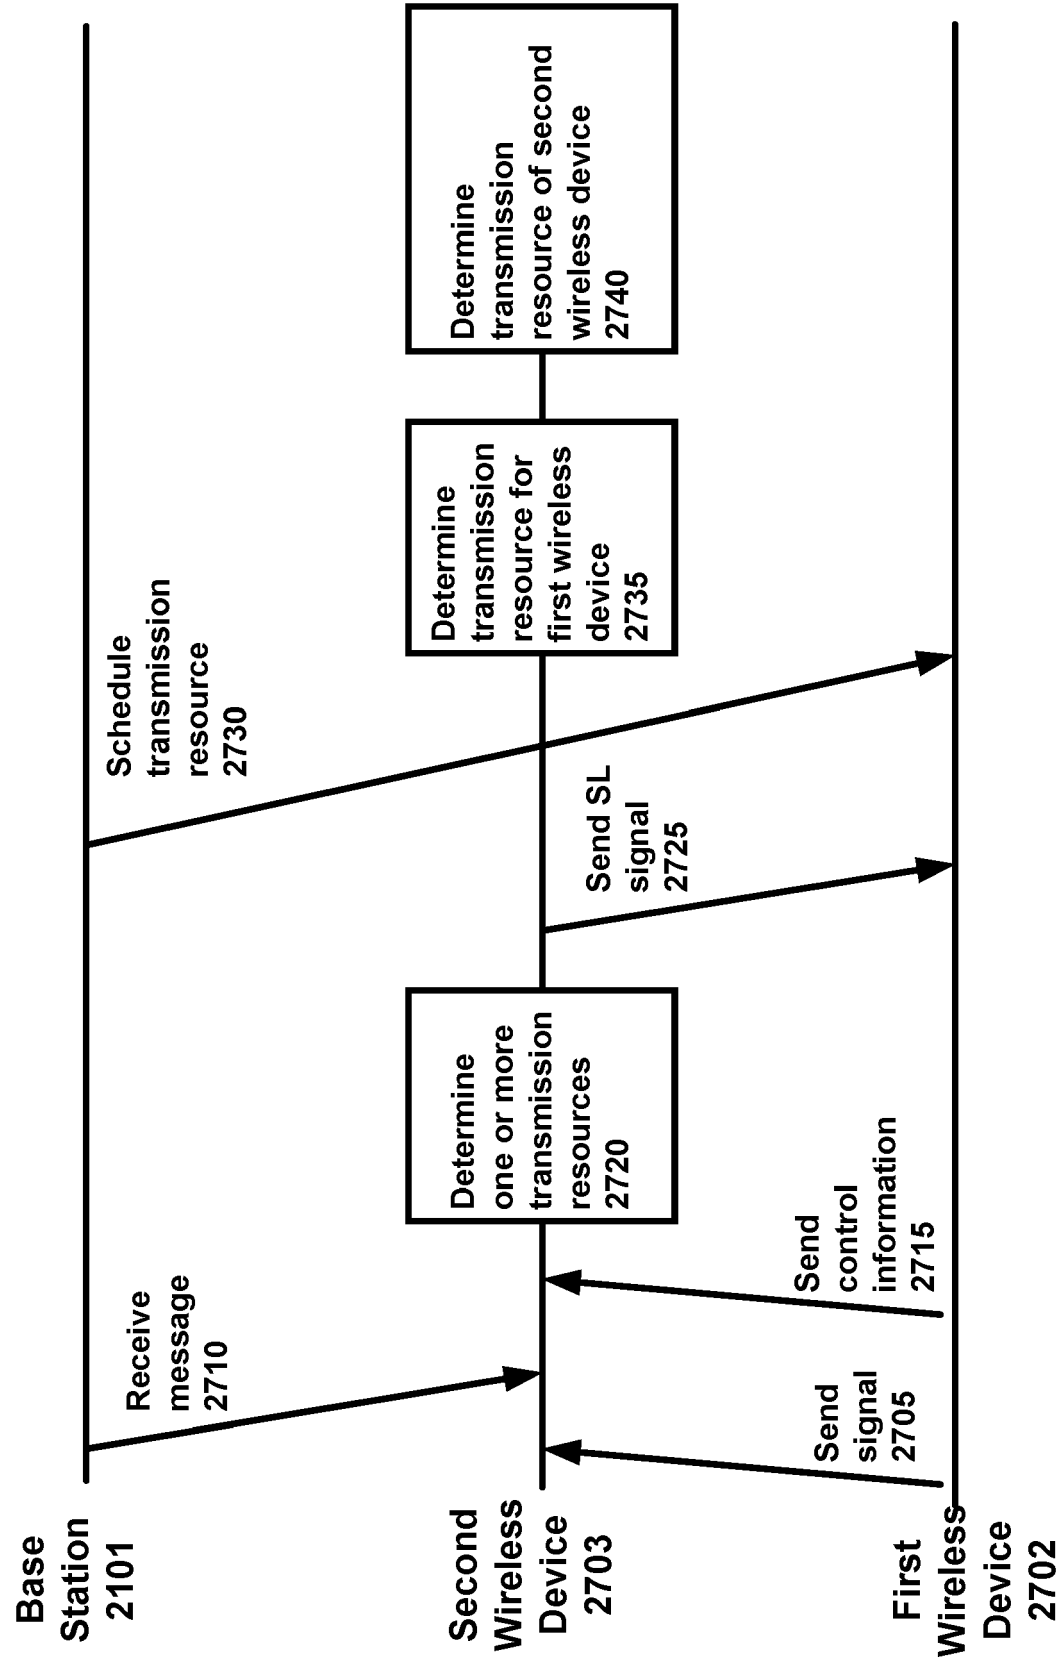 Base
Station
2101
Second
Wireless
Device
2703
First
Wireless
Device
2702
Send
signal
2705
Receive
message
2710
Send
control
information
2715
Determine
one or more
transmission
resources
2720
Send SL
signal
2725
Schedule
transmission
resource
2730
Determine
transmission
resource for
first wireless
device
2735
Determine
transmission
resource of second
wireless device
2740